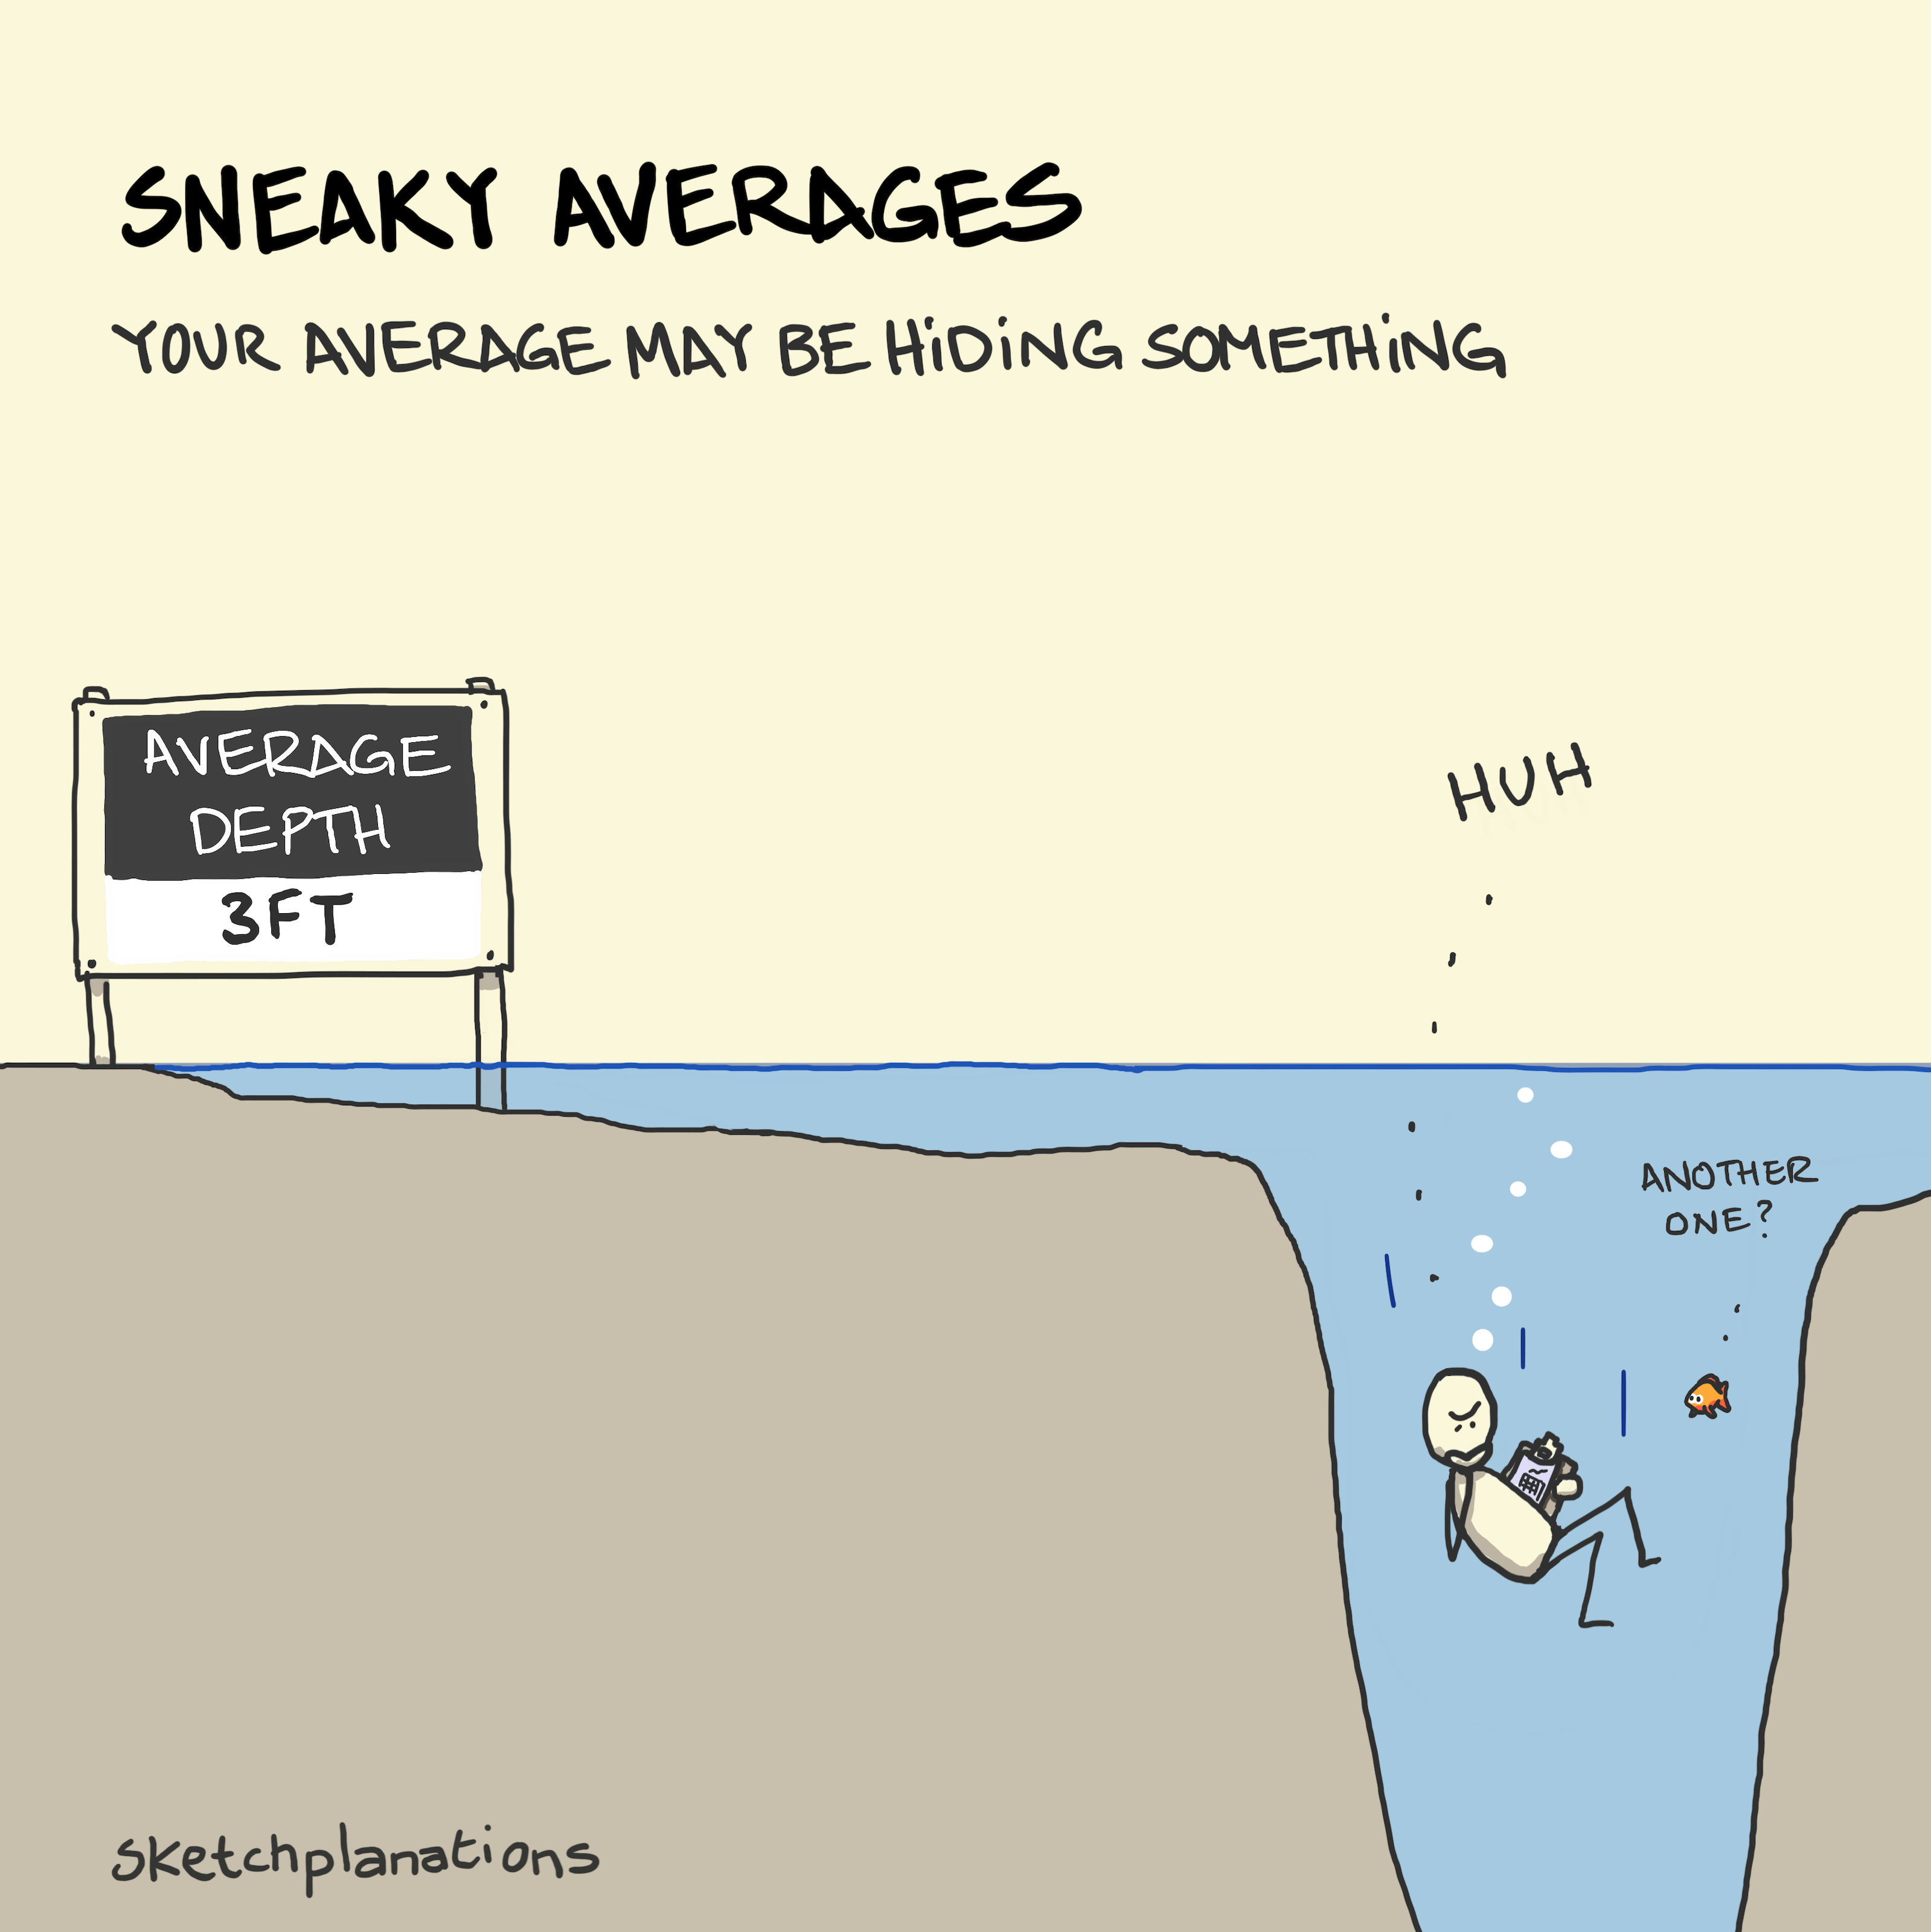 SNEAKY AVERAGES
YOUR AVERAGE MAY BE HiDiNG SOMETHiNG
AVERAGE
DEPTH
3FT
HUH
ANOTHER
ONE?
sketchplanations